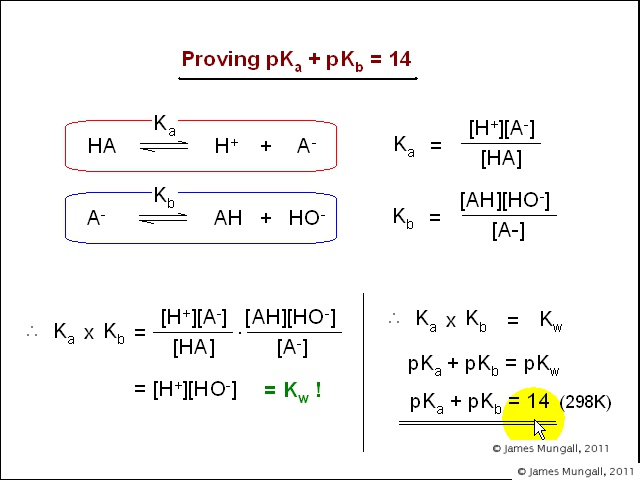 Proving pKa + pKb = 14
Ka
HA ⇌ H+ + A-
Ka = [H+][A-] / [HA]
Kb
A- ⇌ AH + HO-
Kb = [AH][HO-] / [A-]
∴ Ka x Kb = [H+][A-] / [HA] · [AH][HO-] / [A-]
= [H+][HO-] = Kw !
∴ Ka x Kb = Kw
pKa + pKb = pKw
pKa + pKb = 14 (298K)
© James Mungall, 2011
© James Mungall, 2011